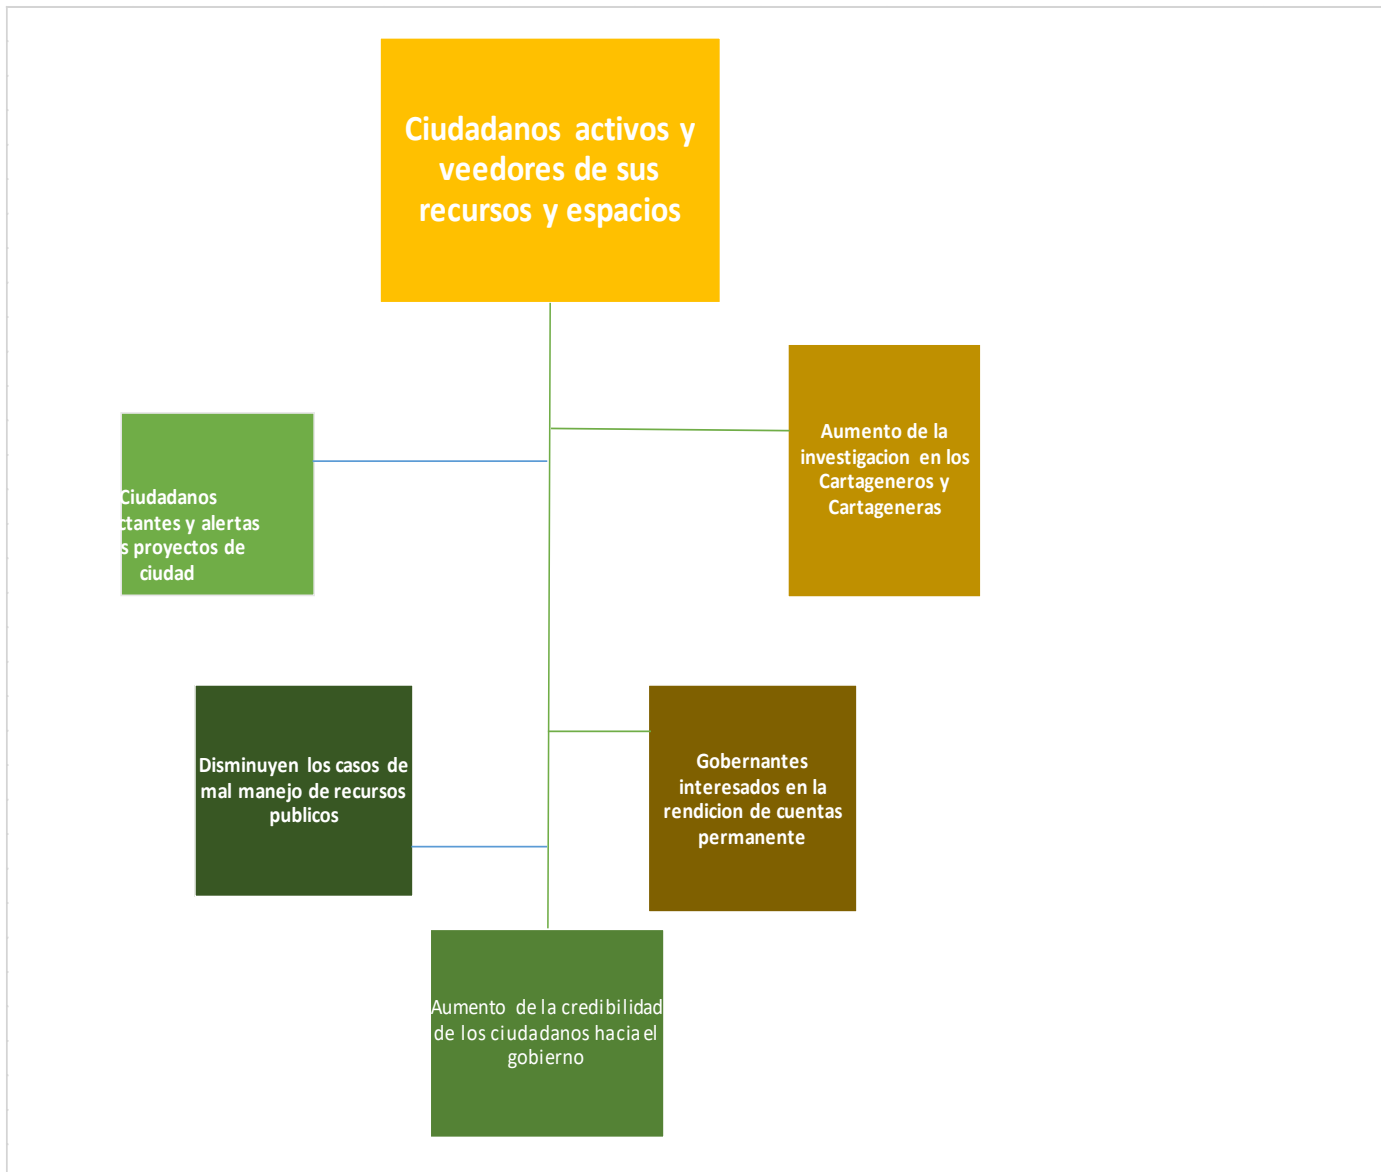 Ciudadanos activos y
veedores de sus
recursos y espacios
Aumento de la
investigacion en los
Cartageneros y
Cartageneras
Ciudadanos
y alertas
proyectos de
ciudad
Disminuyen los casos de
mal manejo de recursos
publicos
Gobernantes
interesados en la
rendicion de cuentas
permanente
Aumento de la credibilidad
de los ciudadanos hacia el
gobierno